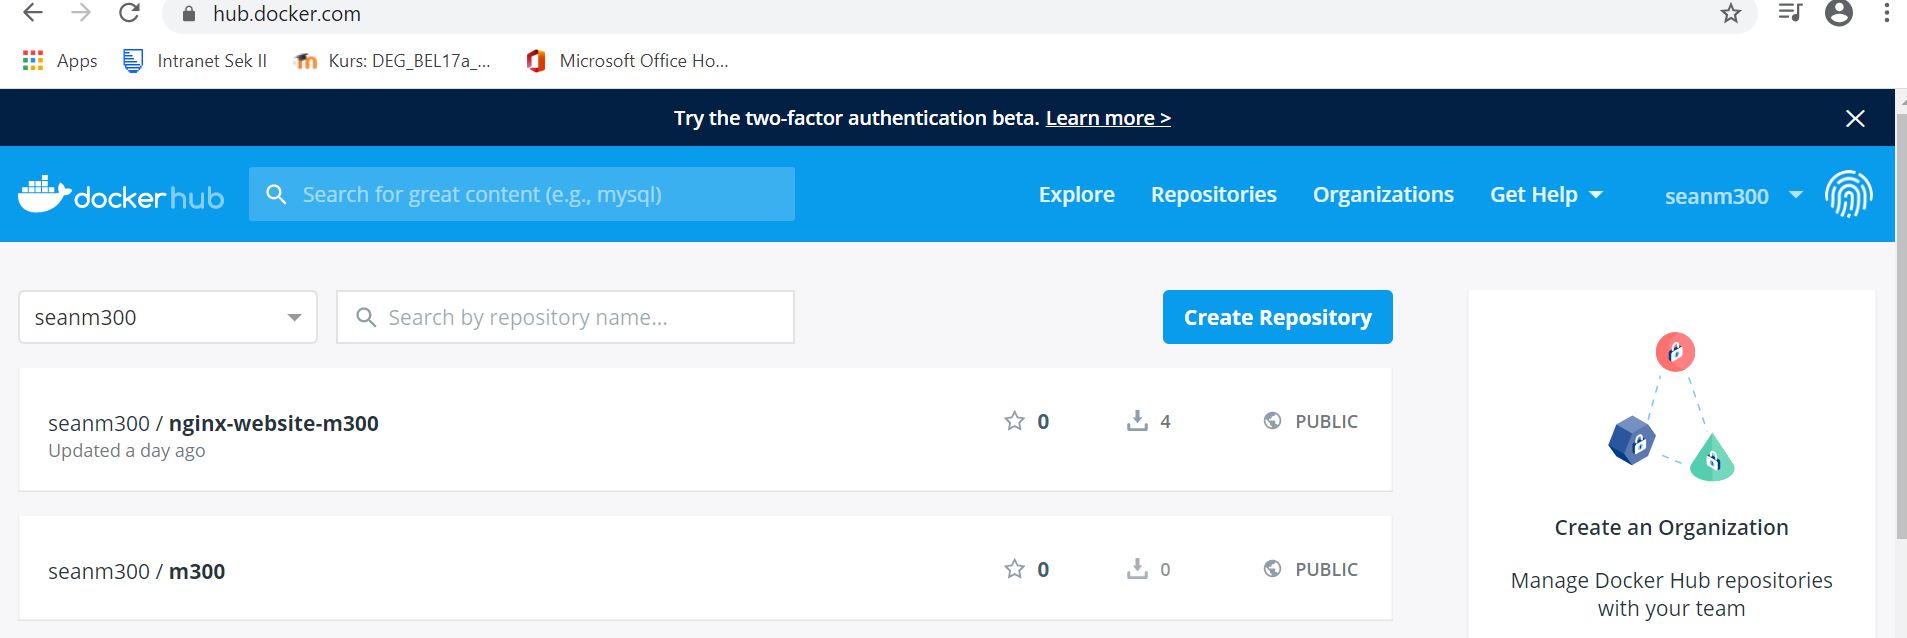 hub.docker.com
Apps Intranet Sek II Kurs: DEG_BEL17a_... Microsoft Office Ho...
Try the two-factor authentication beta. Learn more >
docker hub Search for great content (e.g., mysql) Explore Repositories Organizations Get Help seanm300
seanm300 Search by repository name... Create Repository
seanm300 / nginx-website-m300 0 4 PUBLIC
Updated a day ago
seanm300 / m300 0 0 PUBLIC
Create an Organization
Manage Docker Hub repositories
with your team